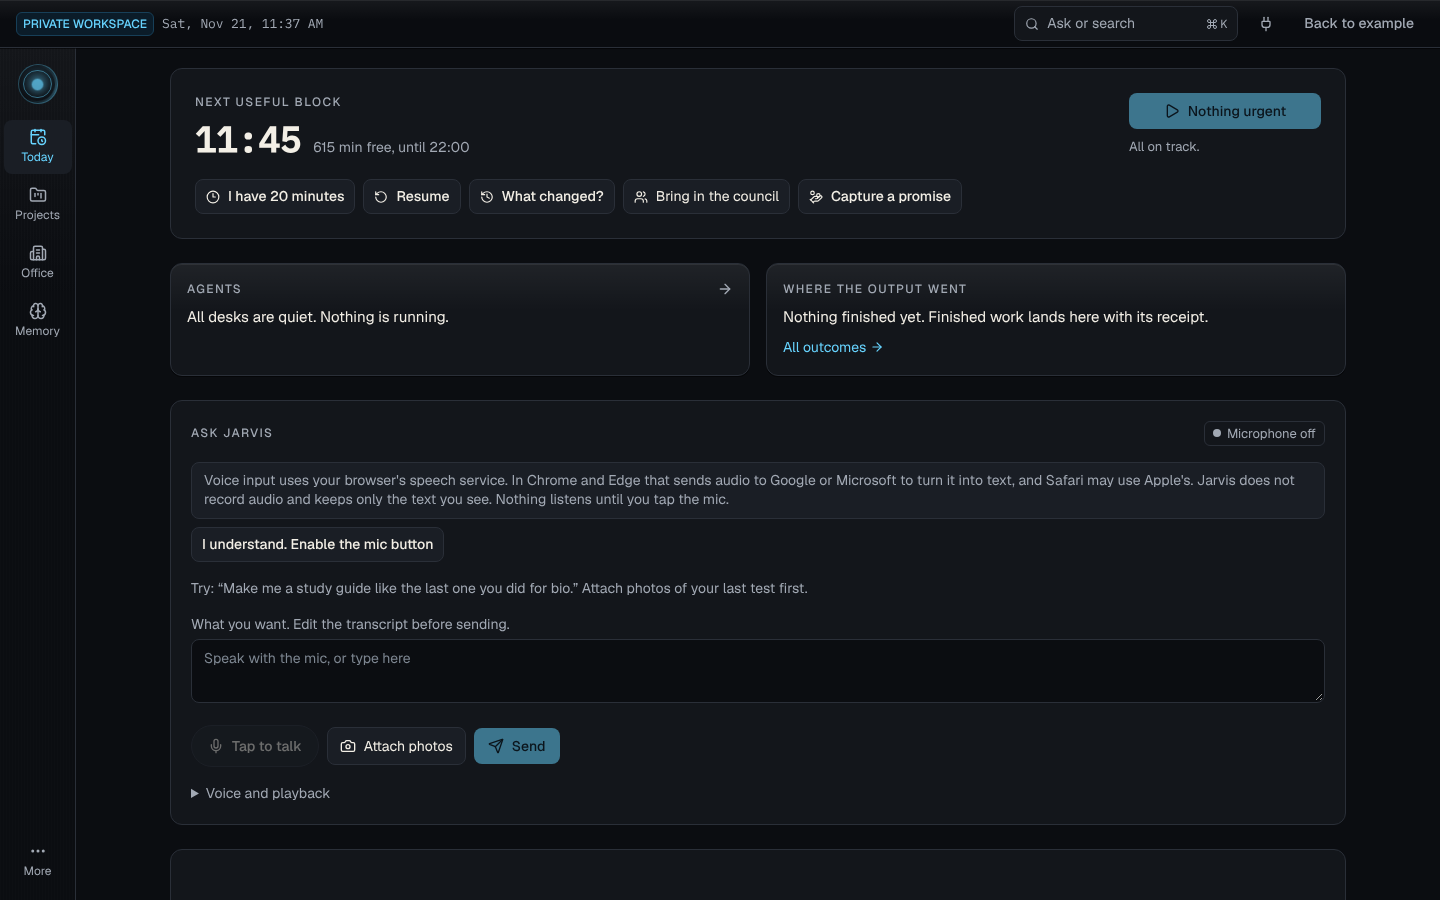 PRIVATE WORKSPACE Sat, Nov 21, 11:37 AM
Ask or search ⌘K
Back to example
Today
Projects
Office
Memory
More
NEXT USEFUL BLOCK
11:45 615 min free, until 22:00
Nothing urgent
All on track.
I have 20 minutes
Resume
What changed?
Bring in the council
Capture a promise
AGENTS
All desks are quiet. Nothing is running.
WHERE THE OUTPUT WENT
Nothing finished yet. Finished work lands here with its receipt.
All outcomes →
ASK JARVIS
Microphone off
Voice input uses your browser's speech service. In Chrome and Edge that sends audio to Google or Microsoft to turn it into text, and Safari may use Apple's. Jarvis does not
record audio and keeps only the text you see. Nothing listens until you tap the mic.
I understand. Enable the mic button
Try: “Make me a study guide like the last one you did for bio.” Attach photos of your last test first.
What you want. Edit the transcript before sending.
Speak with the mic, or type here
Tap to talk
Attach photos
Send
Voice and playback